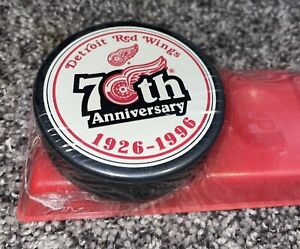 Detroit Red Wings
70th
Anniversary
1926-1996